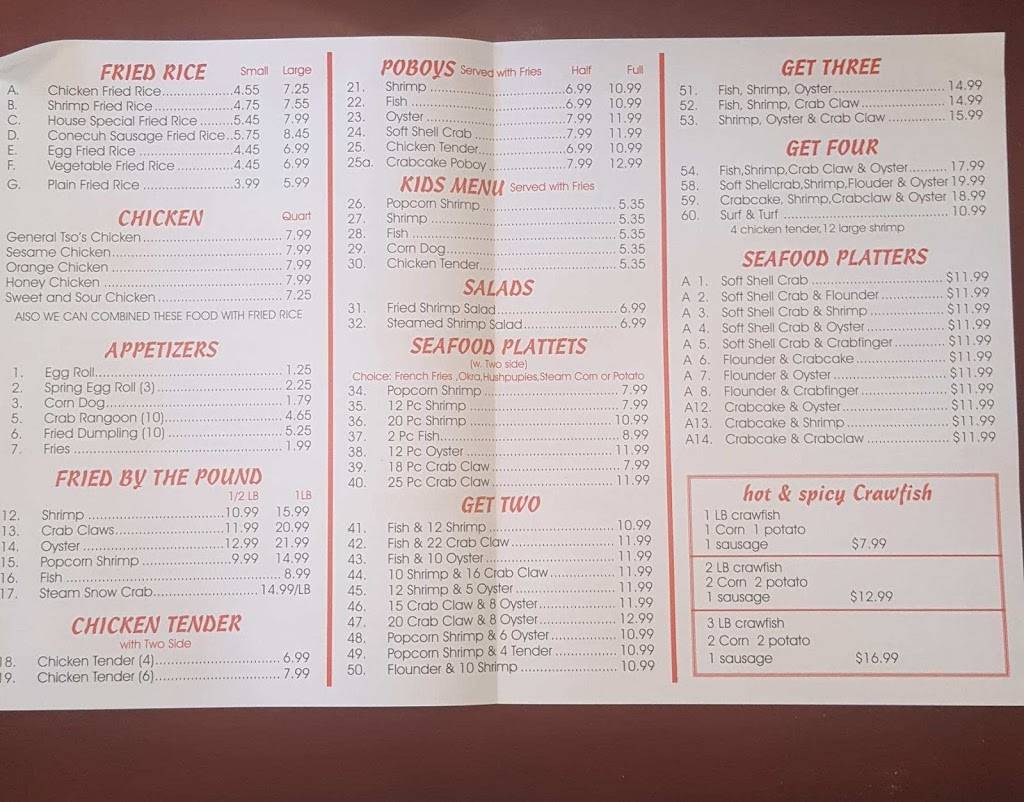 FRIED RICE Small Large
A. Chicken Fried Rice 4.55 7.25
B. Shrimp Fried Rice 4.75 7.55
C. House Special Fried Rice 5.45 7.99
D. Conecuh Sausage Fried Rice 5.75 8.45
E. Egg Fried Rice 4.45 6.99
F. Vegetable Fried Rice 4.45 6.99
G. Plain Fried Rice 3.99 5.99
CHICKEN Quart
General Tso's Chicken 7.99
Sesame Chicken 7.99
Orange Chicken 7.99
Honey Chicken 7.99
Sweet and Sour Chicken 7.25
AlSO WE CAN COMBINED THESE FOOD WITH FRIED RICE
APPETIZERS
1. Egg Roll 1.25
2. Spring Egg Roll (3) 2.25
3. Corn Dog 1.79
5. Crab Rangoon (10) 4.65
6. Fried Dumpling (10) 5.25
7. Fries 1.99
FRIED BY THE POUND
1/2 LB 1LB
12. Shrimp 10.99 15.99
13. Crab Claws 11.99 20.99
14. Oyster 12.99 21.99
15. Popcorn Shrimp 9.99 14.99
16. Fish 8.99
17. Steam Snow Crab 14.99/LB
CHICKEN TENDER
with Two Side
18. Chicken Tender (4) 6.99
19. Chicken Tender (6) 7.99
POBOYS Served with Fries Half Full
21. Shrimp 6.99 10.99
22. Fish 6.99 10.99
23. Oyster 7.99 11.99
24. Soft Shell Crab 7.99 11.99
25. Chicken Tender 6.99 10.99
25a. Crabcake Poboy 7.99 12.99
KIDS MENU Served with Fries
26. Popcorn Shrimp 5.35
27. Shrimp 5.35
28. Fish 5.35
29. Corn Dog 5.35
30. Chicken Tender 5.35
SALADS
31. Fried Shrimp Salad 6.99
32. Steamed Shrimp Salad 6.99
SEAFOOD PLATTETS
(w. Two side)
Choice: French Fries ,Okra,Hushpupies,Steam Corn or Potato
34. Popcorn Shrimp 7.99
35. 12 Pc Shrimp 7.99
36. 20 Pc Shrimp 10.99
37. 2 Pc Fish 8.99
38. 12 Pc Oyster 11.99
39. 18 Pc Crab Claw 7.99
40. 25 Pc Crab Claw 11.99
GET TWO
41. Fish & 12 Shrimp 10.99
42. Fish & 22 Crab Claw 11.99
43. Fish & 10 Oyster 11.99
44. 10 Shrimp & 16 Crab Claw 11.99
45. 12 Shrimp & 5 Oyster 11.99
46. 15 Crab Claw & 8 Oyster 11.99
47. 20 Crab Claw & 8 Oyster 12.99
48. Popcorn Shrimp & 6 Oyster 10.99
49. Popcorn Shrimp & 4 Tender 10.99
50. Flounder & 10 Shrimp 10.99
GET THREE
51. Fish, Shrimp, Oyster 14.99
52. Fish, Shrimp, Crab Claw 14.99
53. Shrimp, Oyster & Crab Claw 15.99
GET FOUR
54. Fish,Shrimp,Crab Claw & Oyster 17.99
58. Soft Shellcrab,Shrimp,Flouder & Oyster 19.99
59. Crabcake, Shrimp,Crabclaw & Oyster 18.99
60. Surf & Turf 10.99
4 chicken tender,12 large shrimp
SEAFOOD PLATTERS
A 1. Soft Shell Crab $11.99
A 2. Soft Shell Crab & Flounder $11.99
A 3. Soft Shell Crab & Shrimp $11.99
A 4. Soft Shell Crab & Oyster $11.99
A 5. Soft Shell Crab & Crabfinger $11.99
A 6. Flounder & Crabcake $11.99
A 7. Flounder & Oyster $11.99
A 8. Flounder & Crabfinger $11.99
A12. Crabcake & Oyster $11.99
A13. Crabcake & Shrimp $11.99
A14. Crabcake & Crabclaw $11.99
hot & spicy Crawfish
1 LB crawfish
1 Corn 1 potato
1 sausage $7.99
2 LB crawfish
2 Corn 2 potato
1 sausage $12.99
3 LB crawfish
2 Corn 2 potato
1 sausage $16.99